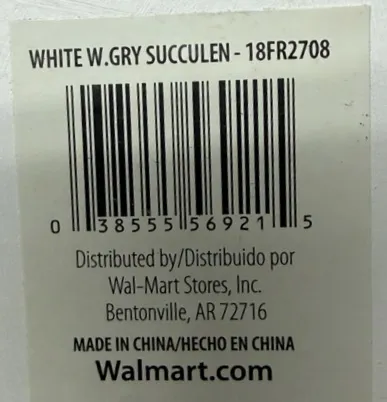 WHITE W.GRY SUCCULEN - 18FR2708
0 38555 56921 5
Distributed by/Distribuido por
Wal-Mart Stores, Inc.
Bentonville, AR 72716
MADE IN CHINA/HECHO EN CHINA
Walmart.com